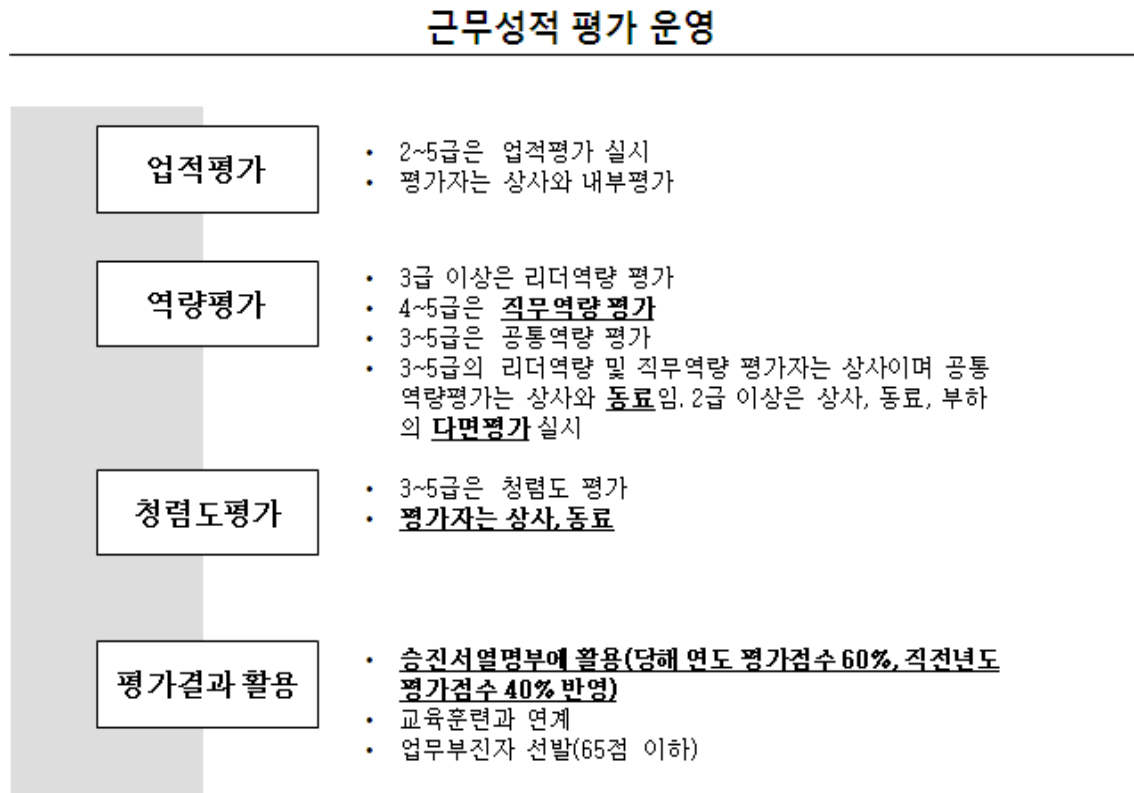 근무성적 평가 운영
업적평가
• 2~5급은 업적평가 실시
• 평가자는 상사와 내부평가
역량평가
• 3급 이상은 리더역량 평가
• 4~5급은 직무역량 평가
• 3~5급은 공통역량 평가
• 3~5급의 리더역량 및 직무역량 평가자는 상사이며 공통
역량평가는 상사와 동료임. 2급 이상은 상사, 동료, 부하
의 다면평가 실시
청렴도평가
• 3~5급은 청렴도 평가
• 평가자는 상사, 동료
평가결과 활용
• 승진서열명부에 활용(당해 연도 평가점수 60%, 직전년도
평가점수 40% 반영)
• 교육훈련과 연계
• 업무부진자 선발(65점 이하)